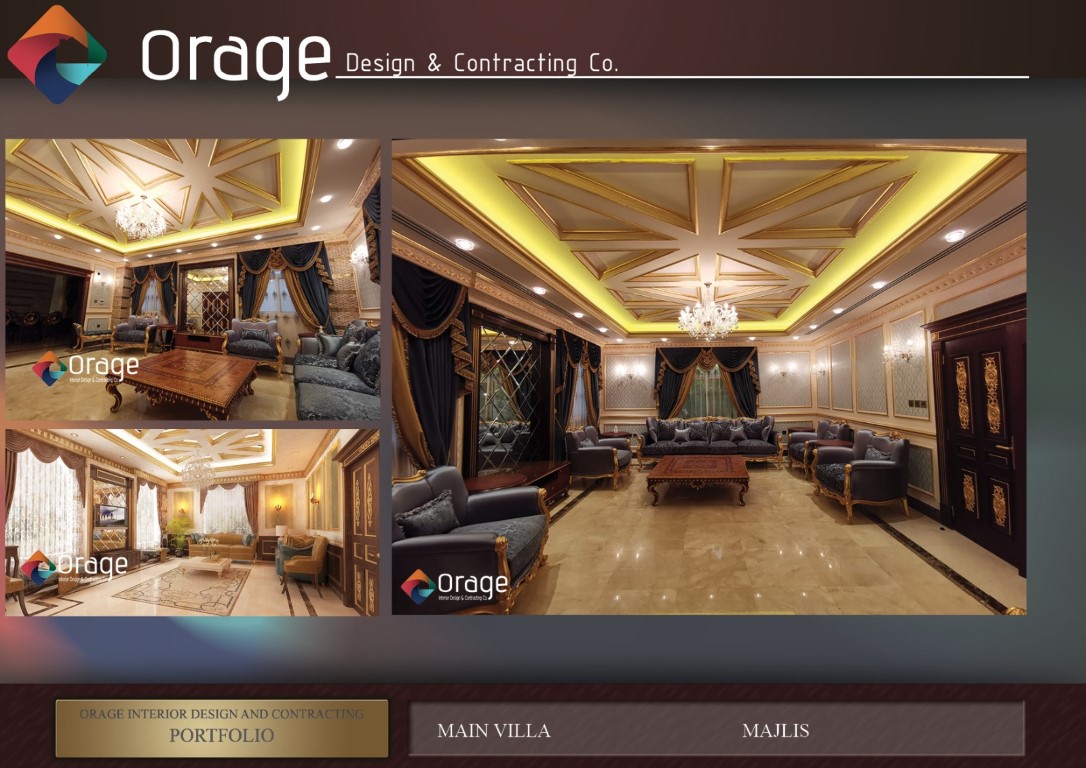 Orage
Design & Contracting Co.
Orage
Interior Design & Contracting Co.
Orage
Interior Design & Contracting Co.
Orage
Interior Design & Contracting Co.
ORAGE INTERIOR DESIGN AND CONTRACTING
PORTFOLIO
MAIN VILLA
MAJLIS